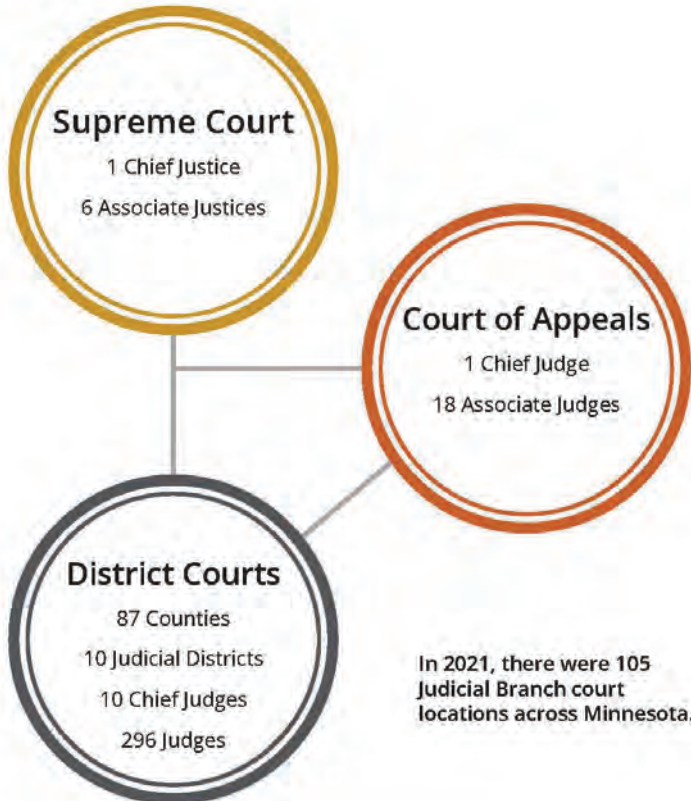 Supreme Court
1 Chief Justice
6 Associate Justices
Court of Appeals
1 Chief Judge
18 Associate Judges
District Courts
87 Counties
10 Judicial Districts
10 Chief Judges
296 Judges
In 2021, there were 105
Judicial Branch court
locations across Minnesota.